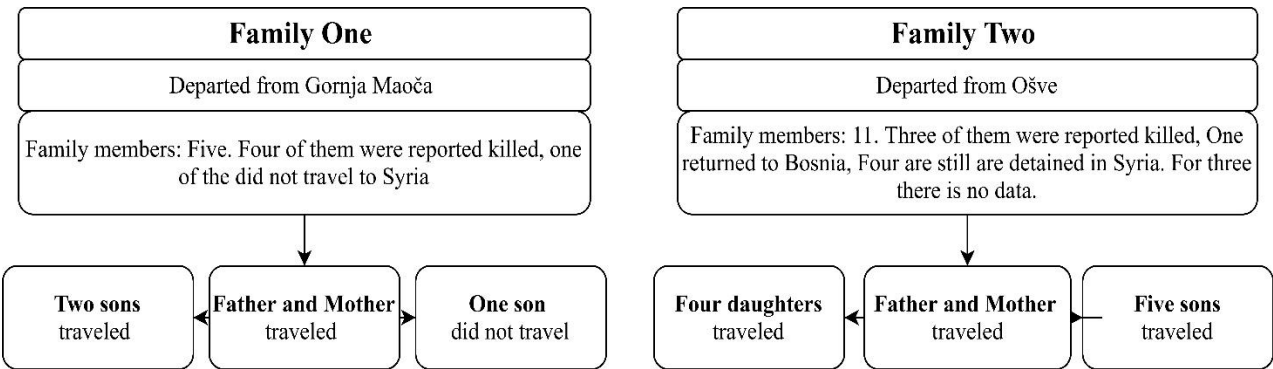 Family One
Departed from Gornja Maoča
Family members: Five. Four of them were reported killed, one
of the did not travel to Syria
Two sons
traveled
Father and Mother
traveled
One son
did not travel
Family Two
Departed from Ošve
Family members: 11. Three of them were reported killed, One
returned to Bosnia, Four are still are detained in Syria. For three
there is no data.
Four daughters
traveled
Father and Mother
traveled
Five sons
traveled